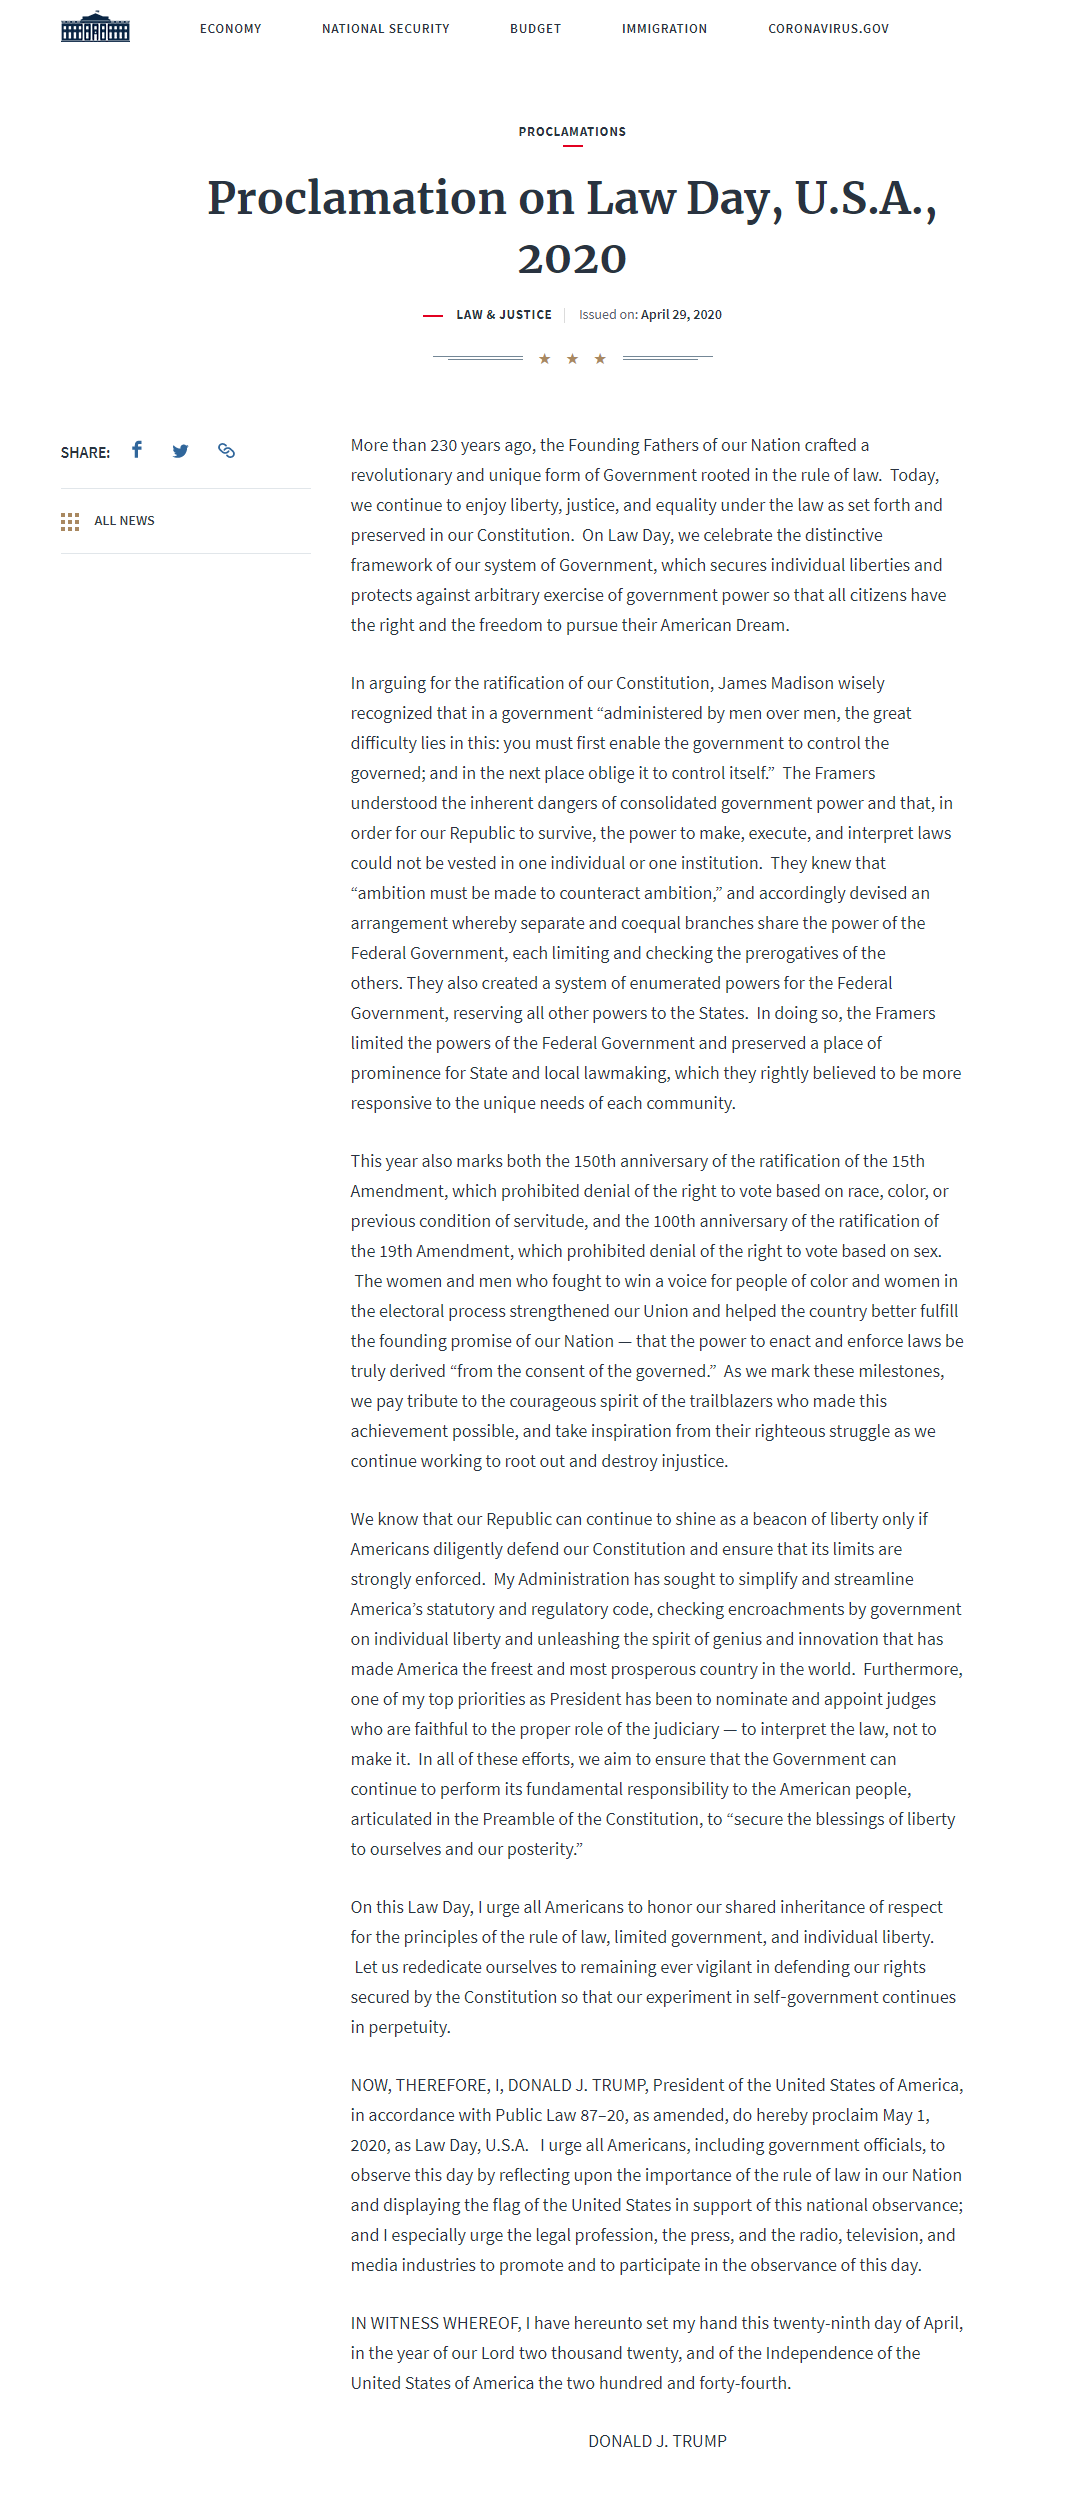 ECONOMY NATIONAL SECURITY BUDGET IMMIGRATION CORONAVIRUS.GOV
PROCLAMATIONS
Proclamation on Law Day, U.S.A.,
2020
LAW & JUSTICE Issued on: April 29, 2020
SHARE:
ALL NEWS
More than 230 years ago, the Founding Fathers of our Nation crafted a
revolutionary and unique form of Government rooted in the rule of law.  Today,
we continue to enjoy liberty, justice, and equality under the law as set forth and
preserved in our Constitution.  On Law Day, we celebrate the distinctive
framework of our system of Government, which secures individual liberties and
protects against arbitrary exercise of government power so that all citizens have
the right and the freedom to pursue their American Dream.
In arguing for the ratification of our Constitution, James Madison wisely
recognized that in a government “administered by men over men, the great
difficulty lies in this: you must first enable the government to control the
governed; and in the next place oblige it to control itself.”  The Framers
understood the inherent dangers of consolidated government power and that, in
order for our Republic to survive, the power to make, execute, and interpret laws
could not be vested in one individual or one institution.  They knew that
“ambition must be made to counteract ambition,” and accordingly devised an
arrangement whereby separate and coequal branches share the power of the
Federal Government, each limiting and checking the prerogatives of the
others. They also created a system of enumerated powers for the Federal
Government, reserving all other powers to the States.  In doing so, the Framers
limited the powers of the Federal Government and preserved a place of
prominence for State and local lawmaking, which they rightly believed to be more
responsive to the unique needs of each community.
This year also marks both the 150th anniversary of the ratification of the 15th
Amendment, which prohibited denial of the right to vote based on race, color, or
previous condition of servitude, and the 100th anniversary of the ratification of
the 19th Amendment, which prohibited denial of the right to vote based on sex.
The women and men who fought to win a voice for people of color and women in
the electoral process strengthened our Union and helped the country better fulfill
the founding promise of our Nation — that the power to enact and enforce laws be
truly derived “from the consent of the governed.”  As we mark these milestones,
we pay tribute to the courageous spirit of the trailblazers who made this
achievement possible, and take inspiration from their righteous struggle as we
continue working to root out and destroy injustice.
We know that our Republic can continue to shine as a beacon of liberty only if
Americans diligently defend our Constitution and ensure that its limits are
strongly enforced.  My Administration has sought to simplify and streamline
America’s statutory and regulatory code, checking encroachments by government
on individual liberty and unleashing the spirit of genius and innovation that has
made America the freest and most prosperous country in the world.  Furthermore,
one of my top priorities as President has been to nominate and appoint judges
who are faithful to the proper role of the judiciary — to interpret the law, not to
make it.  In all of these efforts, we aim to ensure that the Government can
continue to perform its fundamental responsibility to the American people,
articulated in the Preamble of the Constitution, to “secure the blessings of liberty
to ourselves and our posterity.”
On this Law Day, I urge all Americans to honor our shared inheritance of respect
for the principles of the rule of law, limited government, and individual liberty.
Let us rededicate ourselves to remaining ever vigilant in defending our rights
secured by the Constitution so that our experiment in self-government continues
in perpetuity.
NOW, THEREFORE, I, DONALD J. TRUMP, President of the United States of America,
in accordance with Public Law 87–20, as amended, do hereby proclaim May 1,
2020, as Law Day, U.S.A.   I urge all Americans, including government officials, to
observe this day by reflecting upon the importance of the rule of law in our Nation
and displaying the flag of the United States in support of this national observance;
and I especially urge the legal profession, the press, and the radio, television, and
media industries to promote and to participate in the observance of this day.
IN WITNESS WHEREOF, I have hereunto set my hand this twenty-ninth day of April,
in the year of our Lord two thousand twenty, and of the Independence of the
United States of America the two hundred and forty-fourth.
DONALD J. TRUMP